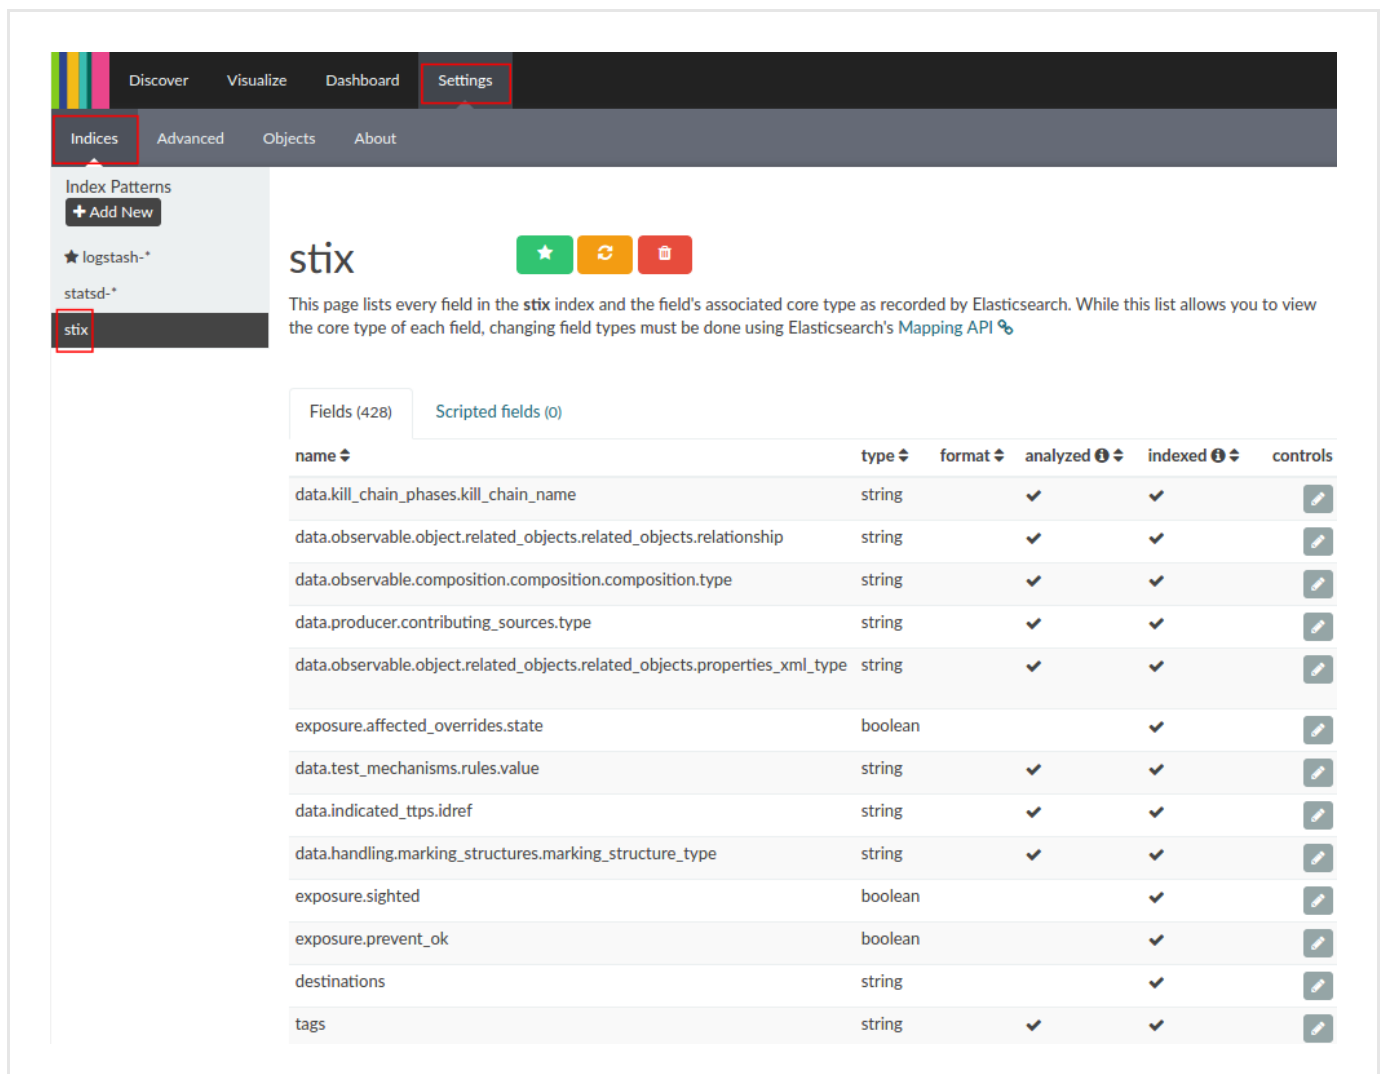 Discover Visualize Dashboard Settings
Indices Advanced Objects About
Index Patterns
Add New
logstash-*
statsd-*
stix
stix
This page lists every field in the stix index and the field's associated core type as recorded by Elasticsearch. While this list allows you to view
the core type of each field, changing field types must be done using Elasticsearch's Mapping API
Fields (428) Scripted fields (0)
name type format analyzed indexed controls
data.kill_chain_phases.kill_chain_name string
data.observable.object.related_objects.related_objects.relationship string
data.observable.composition.composition.composition.type string
data.producer.contributing_sources.type string
data.observable.object.related_objects.related_objects.properties_xml_type string
exposure.affected_overrides.state boolean
data.test_mechanisms.rules.value string
data.indicated_ttps.idref string
data.handling.marking_structures.marking_structure_type string
exposure.sighted boolean
exposure.prevent_ok boolean
destinations string
tags string